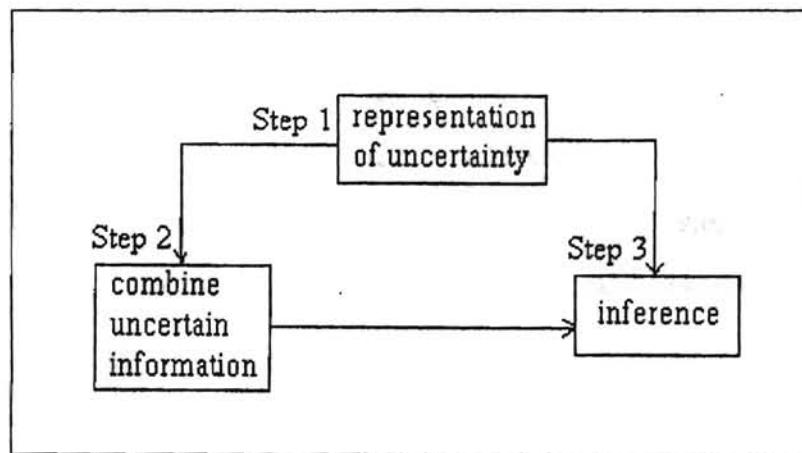 Step 1
representation
of uncertainty
Step 2
combine
uncertain
information
Step 3
inference